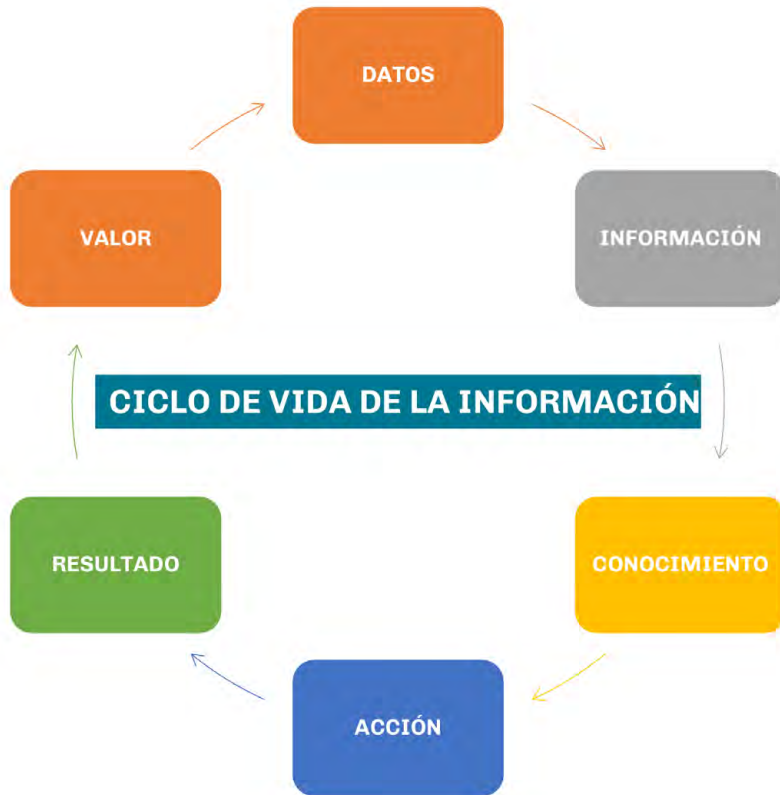 DATOS
INFORMACIÓN
CONOCIMIENTO
ACCIÓN
RESULTADO
VALOR
CICLO DE VIDA DE LA INFORMACIÓN